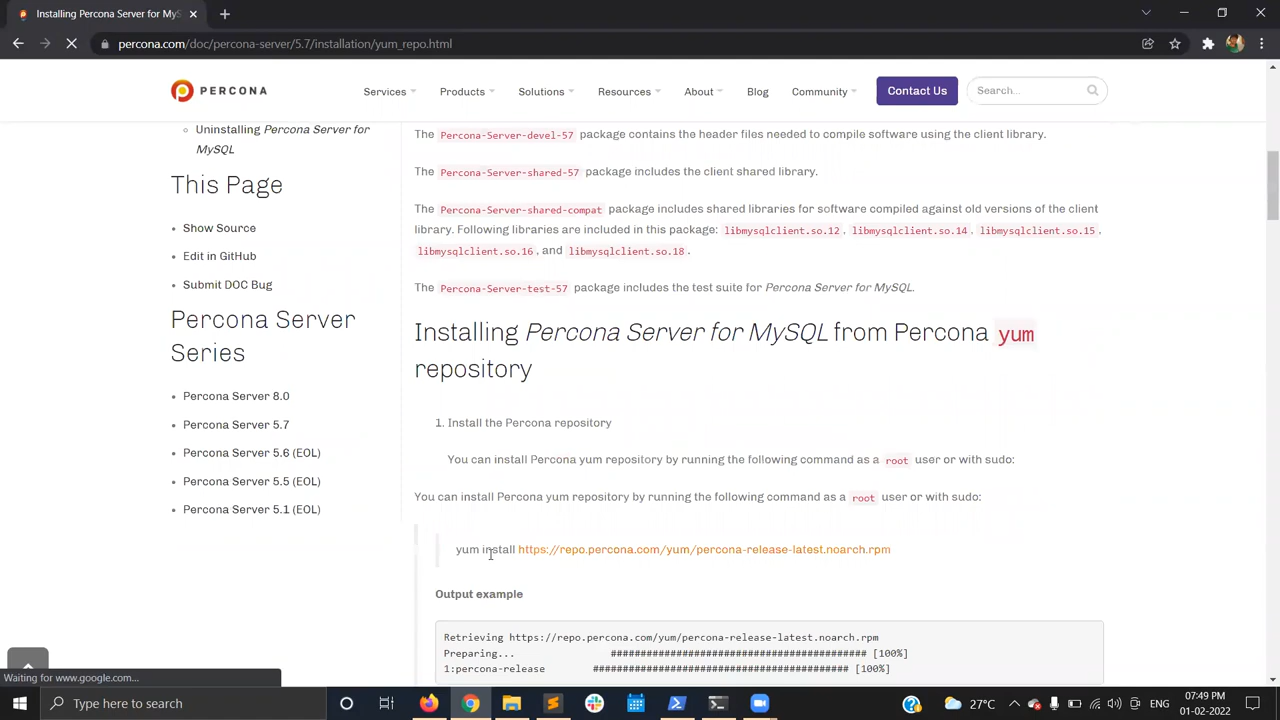 Installing Percona Server for My
percona.com/doc/percona-server/5.7/installation/yum_repo.html
PERCONA
Services
Products
Solutions
Resources
About
Blog
Community
Contact Us
Search...
Uninstalling Percona Server for
MySQL
This Page
Show Source
Edit in GitHub
Submit DOC Bug
Percona Server
Series
Percona Server 8.0
Percona Server 5.7
Percona Server 5.6 (EOL)
Percona Server 5.5 (EOL)
Percona Server 5.1 (EOL)
The Percona-Server-devel-57 package contains the header files needed to compile software using the client library.
The Percona-Server-shared-57 package includes the client shared library.
The Percona-Server-shared-compat package includes shared libraries for software compiled against old versions of the client
library. Following libraries are included in this package: libmysqlclient.so.12, libmysqlclient.so.14, libmysqlclient.so.15,
libmysqlclient.so.16, and libmysqlclient.so.18.
The Percona-Server-test-57 package includes the test suite for Percona Server for MySQL.
Installing Percona Server for MySQL from Percona yum
repository
1. Install the Percona repository
You can install Percona yum repository by running the following command as a root user or with sudo:
You can install Percona yum repository by running the following command as a root user or with sudo:
yum install https://repo.percona.com/yum/percona-release-latest.noarch.rpm
Output example
Retrieving https://repo.percona.com/yum/percona-release-latest.noarch.rpm
Preparing... ########################################### [100%]
1:percona-release ########################################### [100%]
Waiting for www.google.com...
Type here to search
27°C
ENG
07:49 PM
01-02-2022